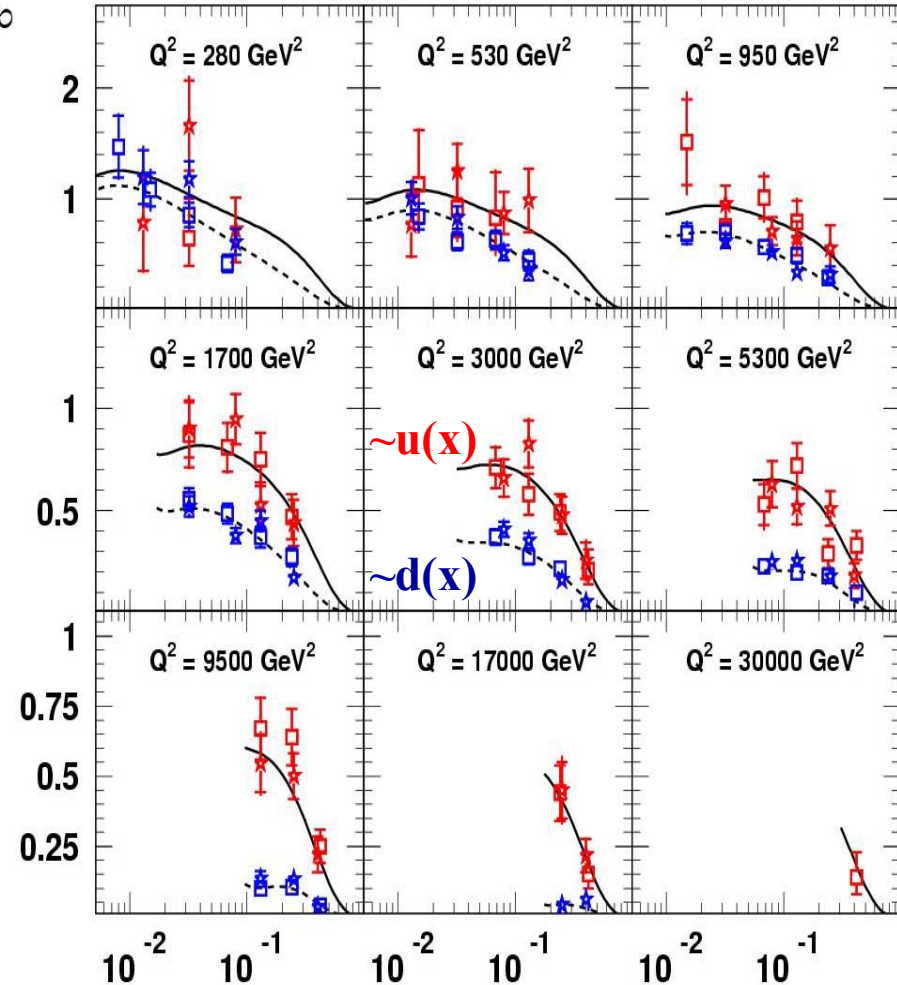 Q² = 280 GeV²
Q² = 530 GeV²
Q² = 950 GeV²
2
1
Q² = 1700 GeV²
Q² = 3000 GeV²
Q² = 5300 GeV²
1
0.5
~u(x)
~d(x)
1
Q² = 9500 GeV²
Q² = 17000 GeV²
Q² = 30000 GeV²
0.75
0.5
0.25
10⁻² 10⁻¹ 10⁻² 10⁻¹ 10⁻² 10⁻¹